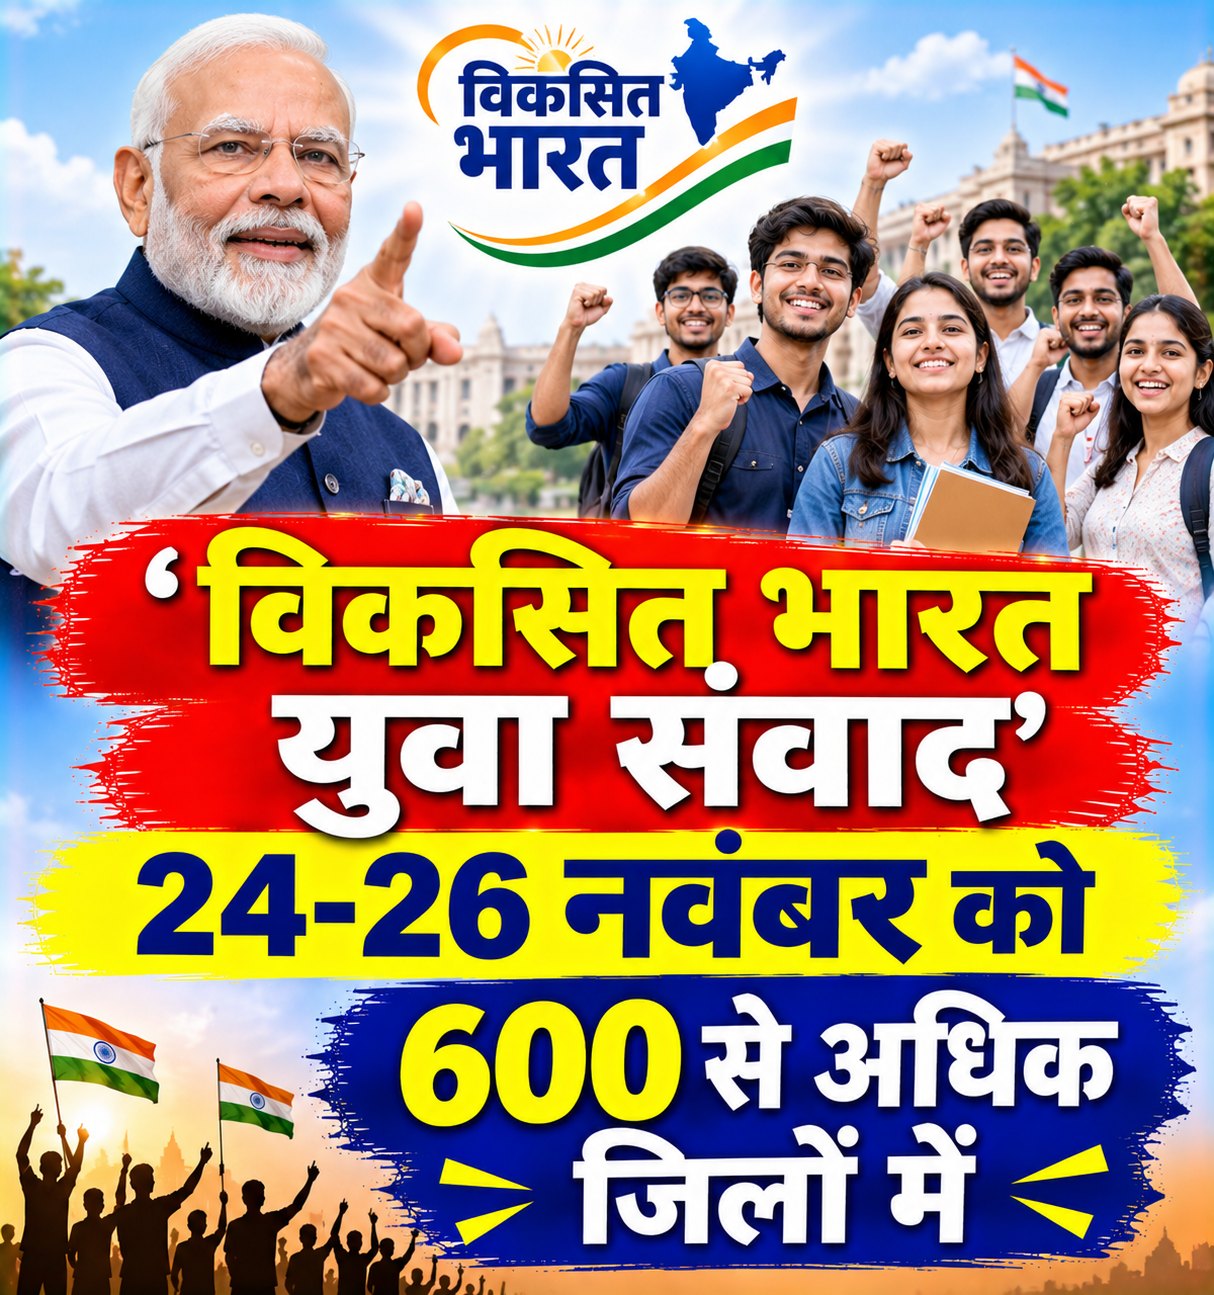 विकसित
भारत
‘विकसित भारत
युवा संवाद’
24-26 नवंबर को
600 से अधिक
जिलों में